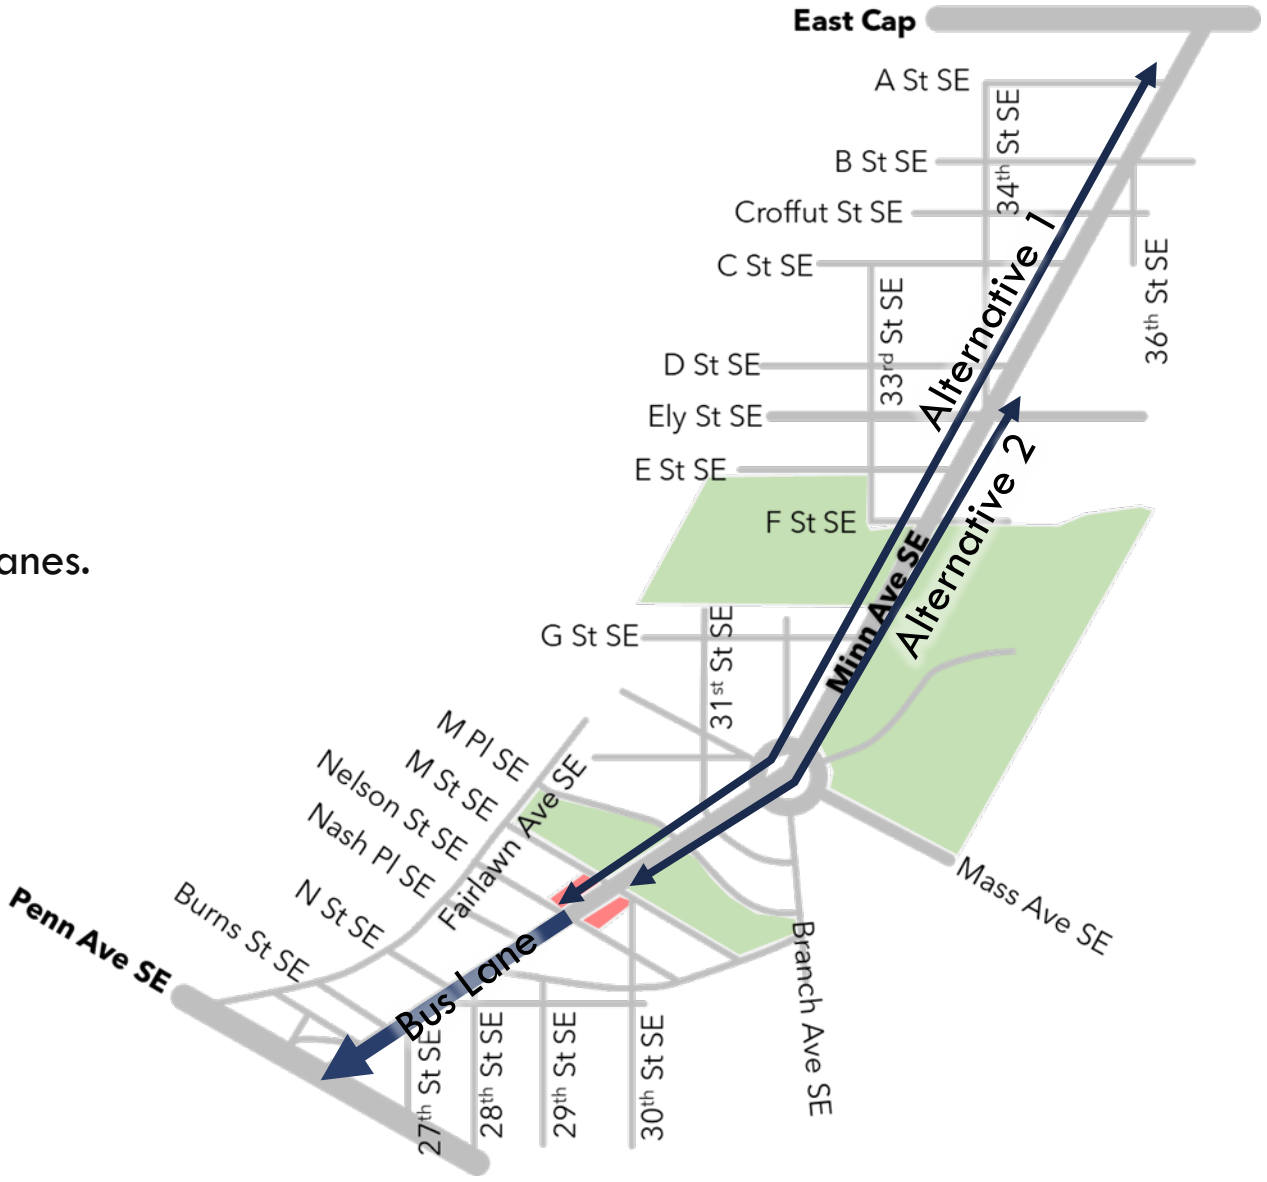 East Cap
A St SE
34th St SE
B St SE
Croffut St SE
C St SE
36th St SE
33rd St SE
Alternative 1
D St SE
Ely St SE
E St SE
Alternative 2
F St SE
Minn Ave SE
anes.
G St SE
31st St SE
M Pl SE
M St SE
Nelson St SE
Nash Pl SE
Fairlawn Ave SE
N St SE
Burns St SE
Penn Ave SE
Mass Ave SE
Branch Ave SE
Bus Lane
27th St SE
28th St SE
29th St SE
30th St SE